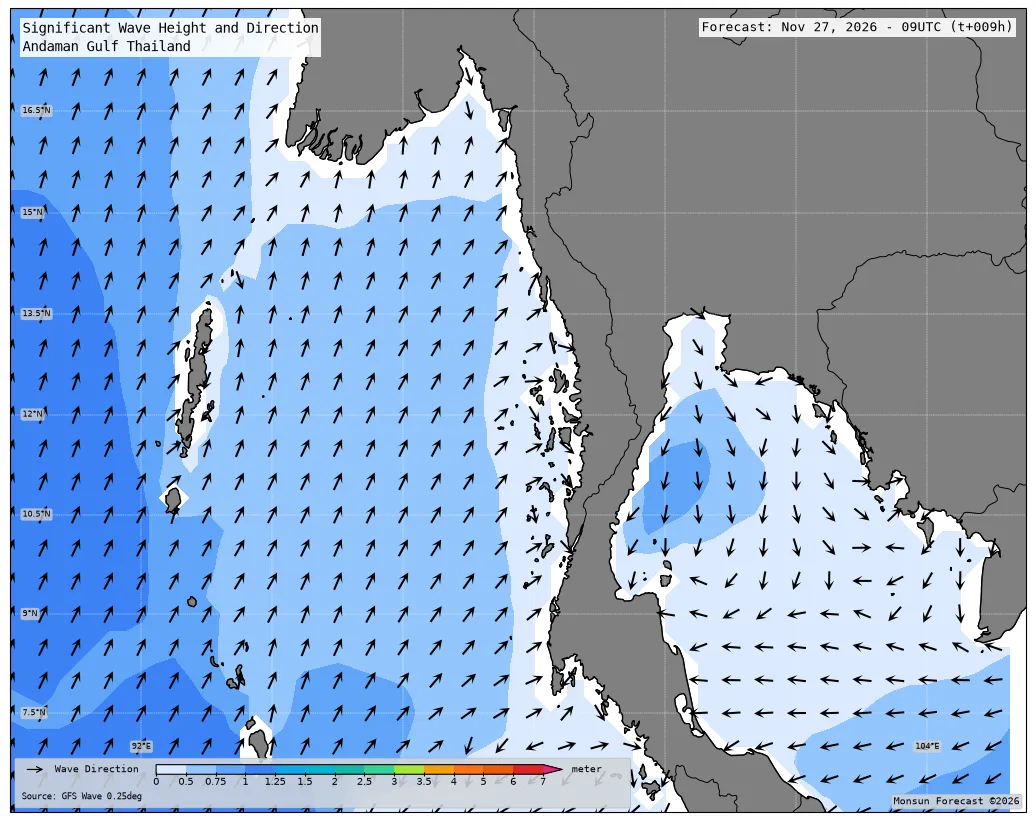 Significant Wave Height and Direction
Andaman Gulf Thailand
Forecast: Nov 27, 2026 - 09UTC (t+009h)
16.5°N
15°N
13.5°N
12°N
10.5°N
9°N
7.5°N
92°E
104°E
Wave Direction
meter
0.5 0.75 1 1.25 1.5 2 2.5 3 3.5 4 5 6 7
Source: GFS Wave 0.25deg
Monsun Forecast ©2026